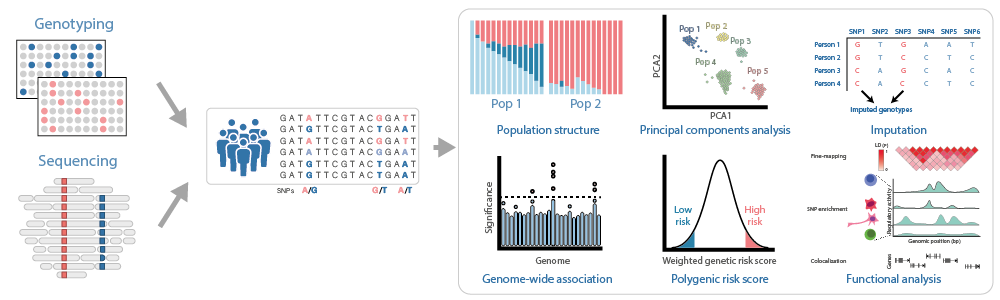 Genotyping
Sequencing
GATATTCGTACGGATT
GATGTTCGTACTGAAT
GATATTCGTACGGATT
GATATTCGTACGGAAT
GATGTTCGTACTGAAT
GATGTTCGTACTGAAT
SNPs A/G G/T A/T
Pop 1 Pop 2
Population structure
PCA2
Pop 1
Pop 2
Pop 3
Pop 4
Pop 5
PCA1
Principal components analysis
SNP1 SNP2 SNP3 SNP4 SNP5 SNP6
Person 1 G T G A A T
Person 2 G T C C T C
Person 3 C A G C A C
Person 4 C A C C T C
Imputed genotypes
Imputation
Significance
Genome
Genome-wide association
Low risk
High risk
Weighted genetic risk score
Polygenic risk score
Fine-mapping
LD (r²)
1
0
SNP enrichment
Regulatory activity
Genomic position (bp)
Colocalization
Genes
Functional analysis